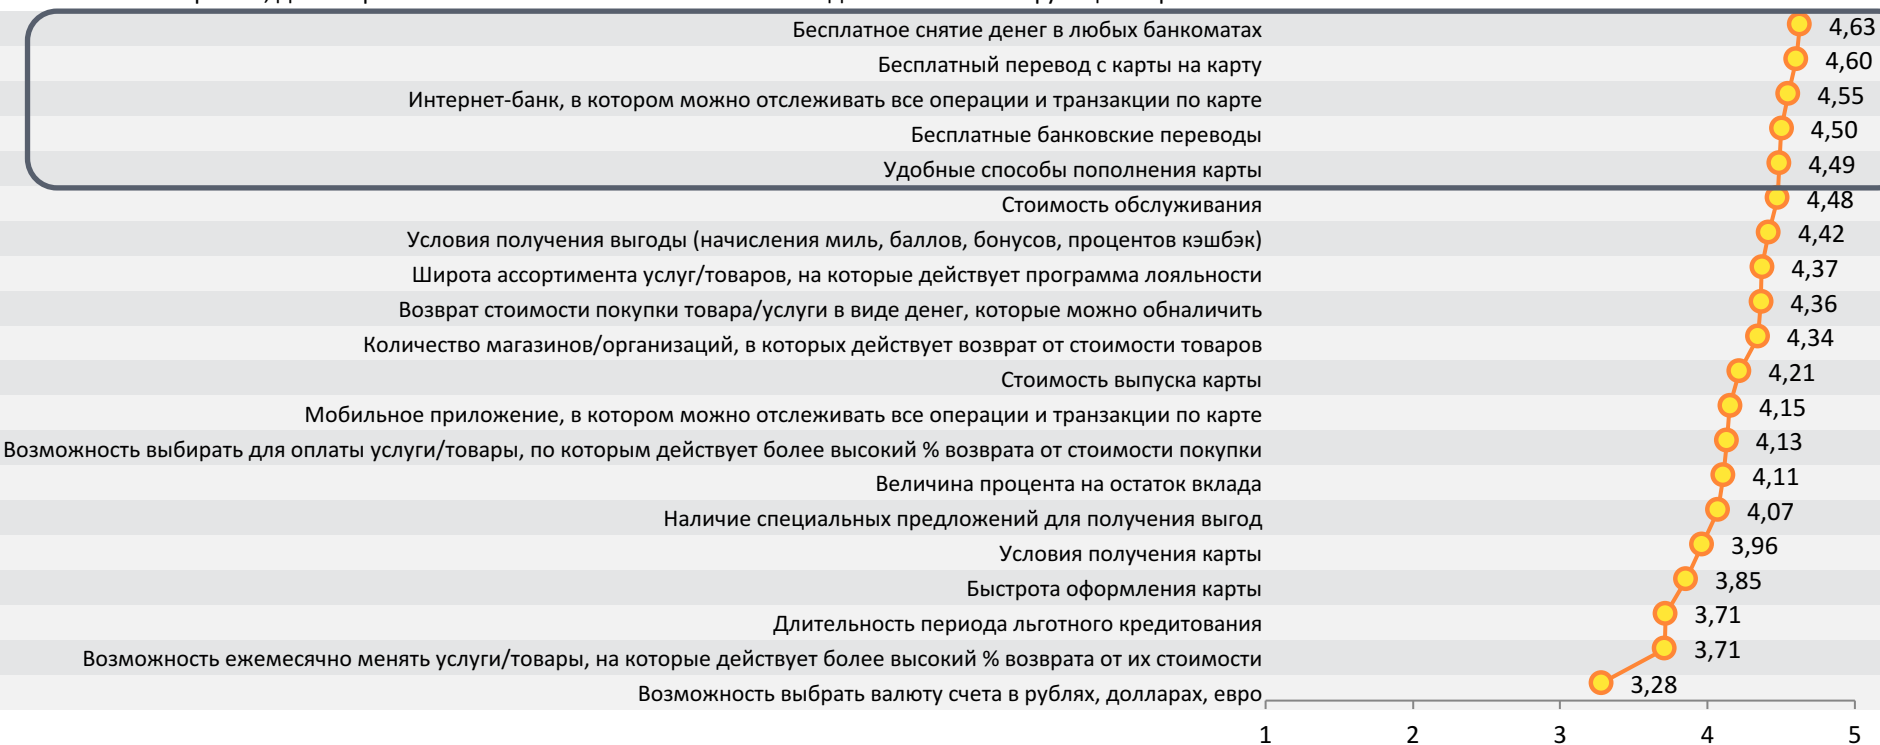 Бесплатное снятие денег в любых банкоматах 4,63
Бесплатный перевод с карты на карту 4,60
Интернет-банк, в котором можно отслеживать все операции и транзакции по карте 4,55
Бесплатные банковские переводы 4,50
Удобные способы пополнения карты 4,49
Стоимость обслуживания 4,48
Условия получения выгоды (начисления миль, баллов, бонусов, процентов кэшбэк) 4,42
Широта ассортимента услуг/товаров, на которые действует программа лояльности 4,37
Возврат стоимости покупки товара/услуги в виде денег, которые можно обналичить 4,36
Количество магазинов/организаций, в которых действует возврат от стоимости товаров 4,34
Стоимость выпуска карты 4,21
Мобильное приложение, в котором можно отслеживать все операции и транзакции по карте 4,15
Возможность выбирать для оплаты услуги/товары, по которым действует более высокий % возврата от стоимости покупки 4,13
Величина процента на остаток вклада 4,11
Наличие специальных предложений для получения выгод 4,07
Условия получения карты 3,96
Быстрота оформления карты 3,85
Длительность периода льготного кредитования 3,71
Возможность ежемесячно менять услуги/товары, на которые действует более высокий % возврата от их стоимости 3,71
Возможность выбрать валюту счета в рублях, долларах, евро 3,28
1 2 3 4 5